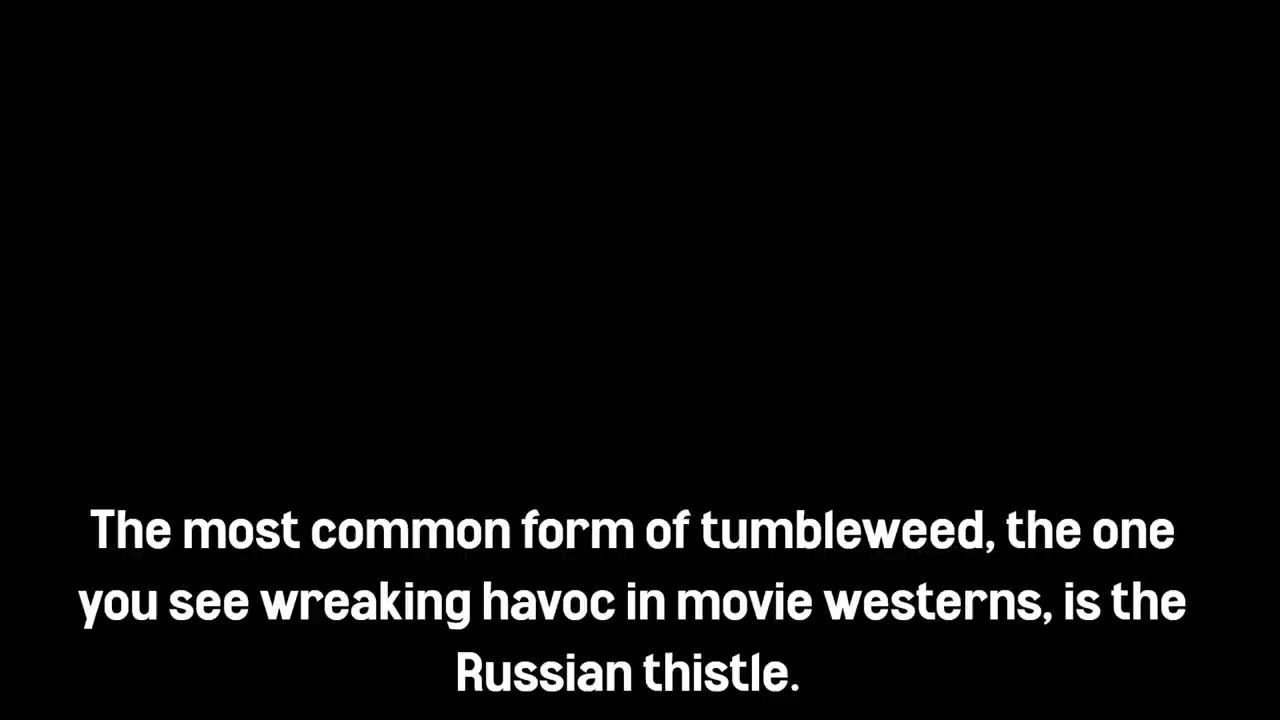 The most common form of tumbleweed, the one
you see wreaking havoc in movie westerns, is the
Russian thistle.